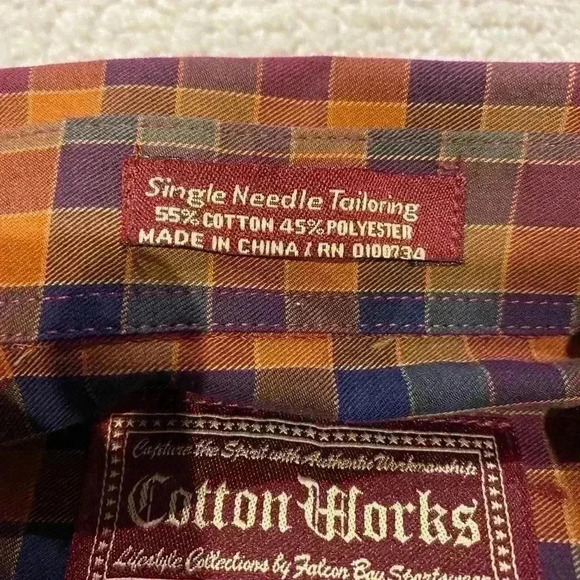 Single Needle Tailoring
55% COTTON 45% POLYESTER
MADE IN CHINA / RN 0100734
Capture the Spirit with Authentic Workmanship
Cotton Works
Lifestyle Collections by Falcon Bay Sportswear